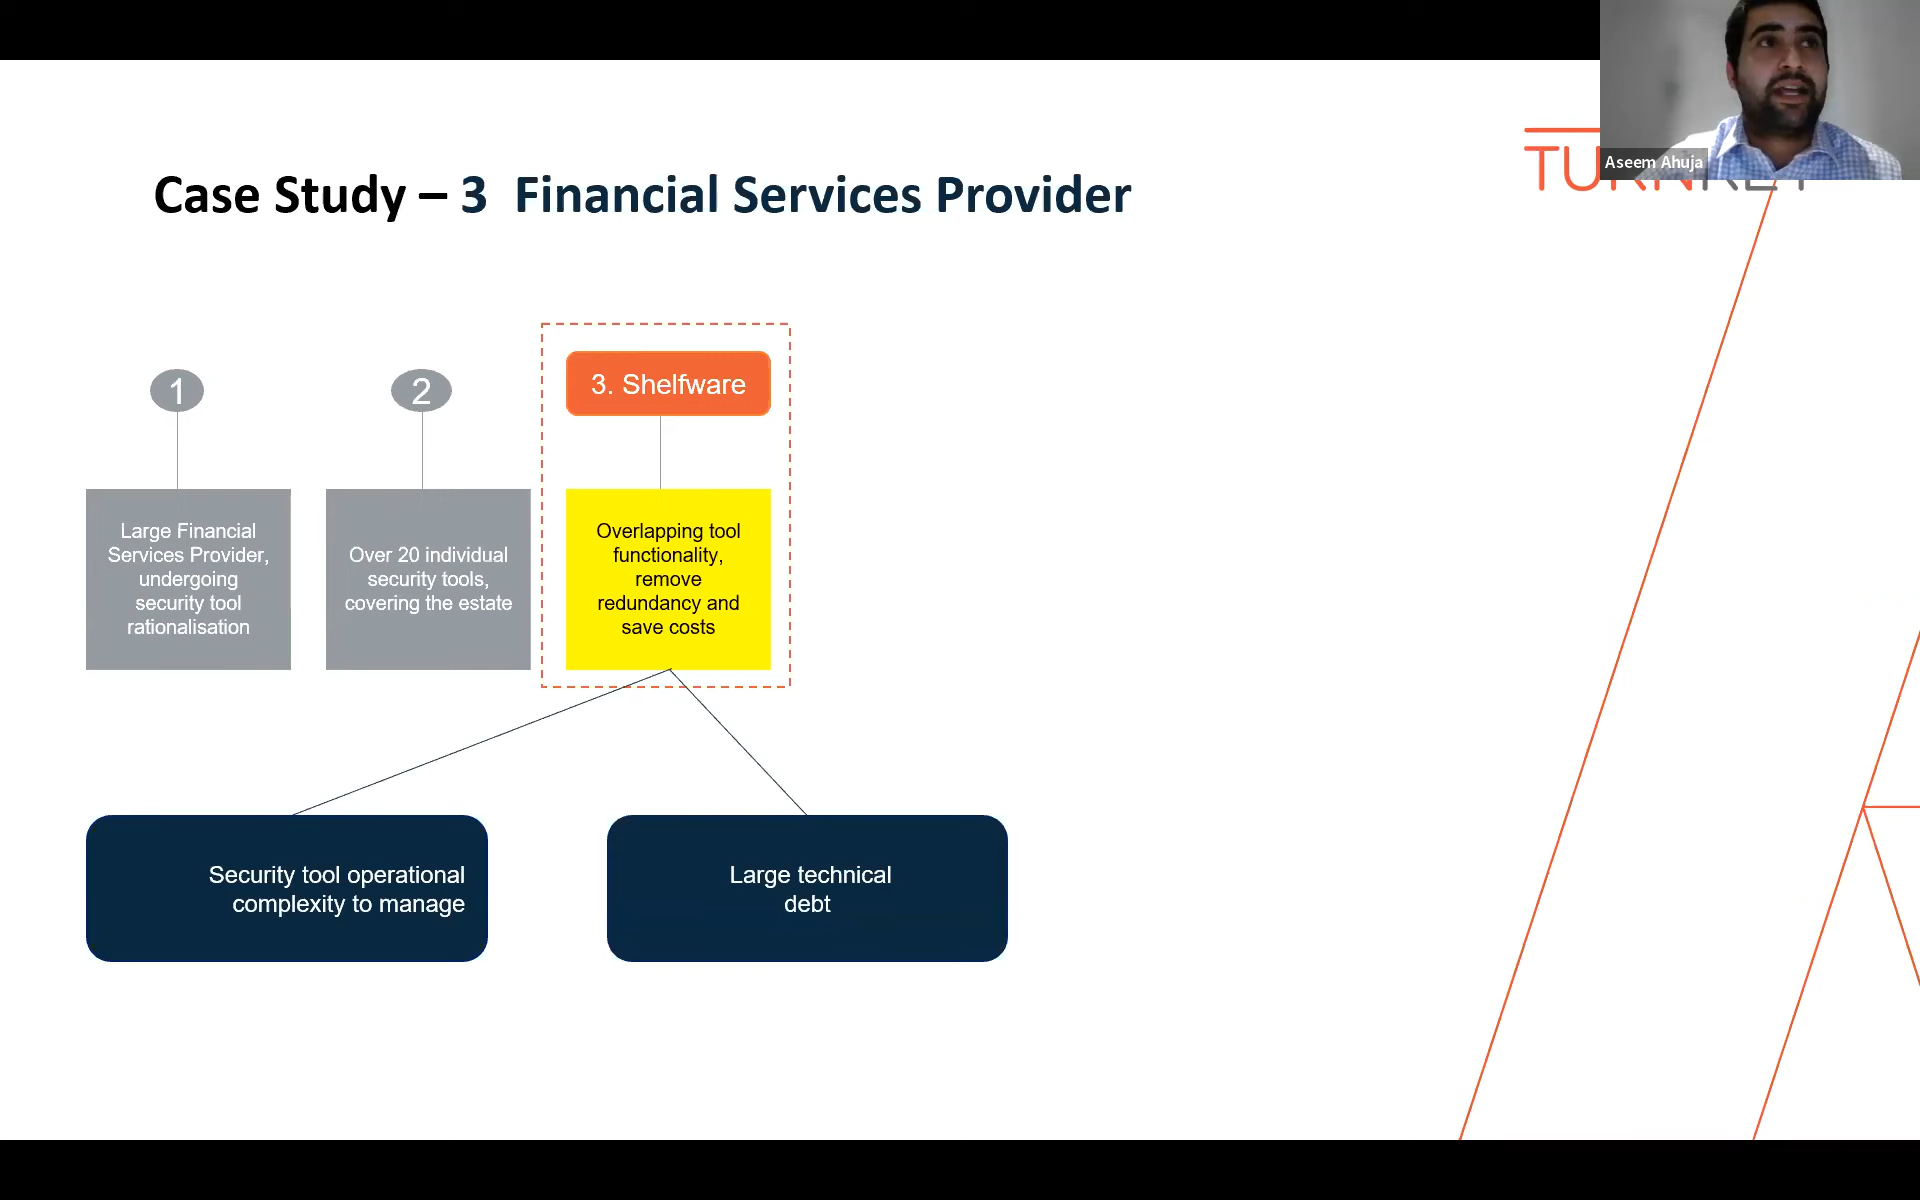 Aseem Ahuja
Case Study – 3 Financial Services Provider
1
2
3. Shelfware
Large Financial
Services Provider,
undergoing
security tool
rationalisation
Over 20 individual
security tools,
covering the estate
Overlapping tool
functionality,
remove
redundancy and
save costs
Security tool operational
complexity to manage
Large technical
debt